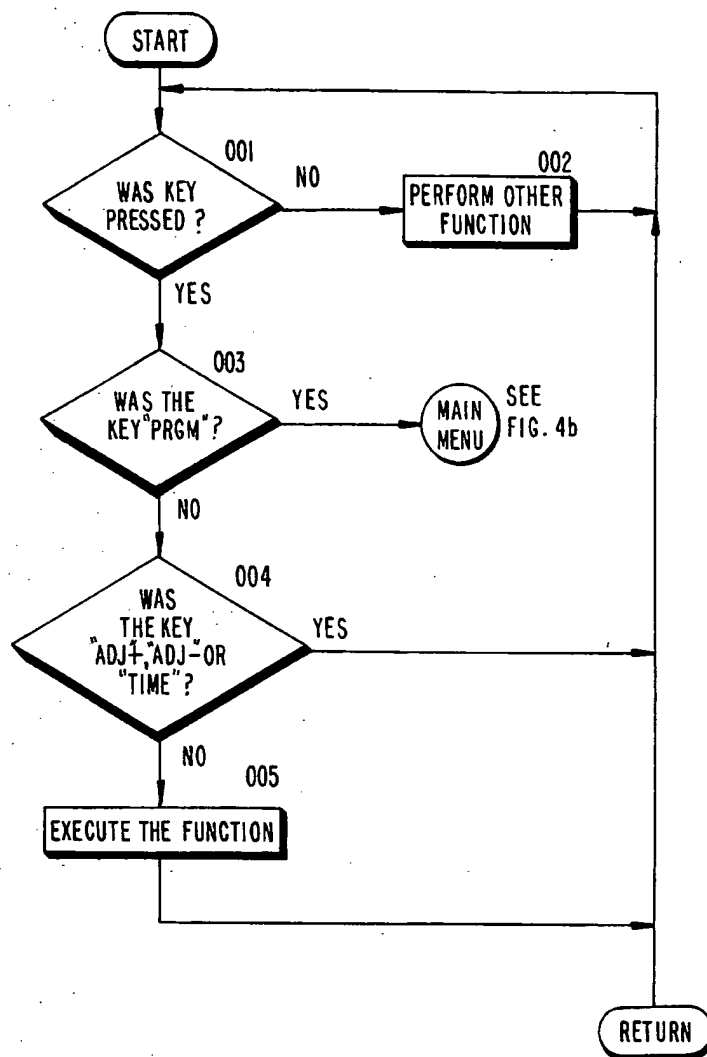 START
001
WAS KEY
PRESSED ?
NO
002
PERFORM OTHER
FUNCTION
YES
003
WAS THE
KEY "PRGM" ?
YES
MAIN
MENU
SEE
FIG. 4b
NO
004
WAS
THE KEY
"ADJ+","ADJ-" OR
"TIME" ?
YES
NO
005
EXECUTE THE FUNCTION
RETURN